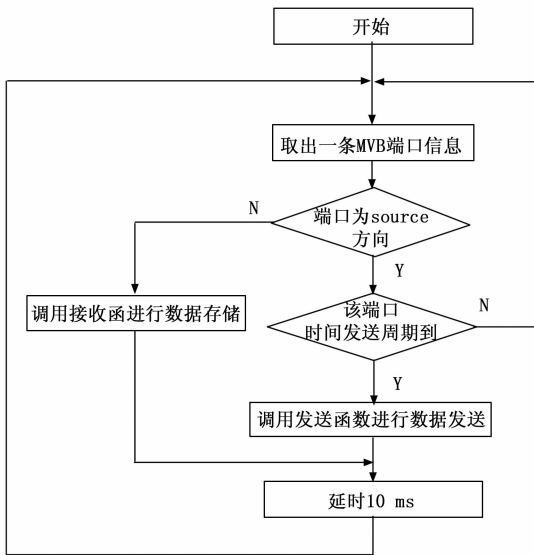 开始
取出一条MVB端口信息
N
端口为source
方向
Y
调用接收函进行数据存储
该端口
时间发送周期到
N
Y
调用发送函数进行数据发送
延时10 ms